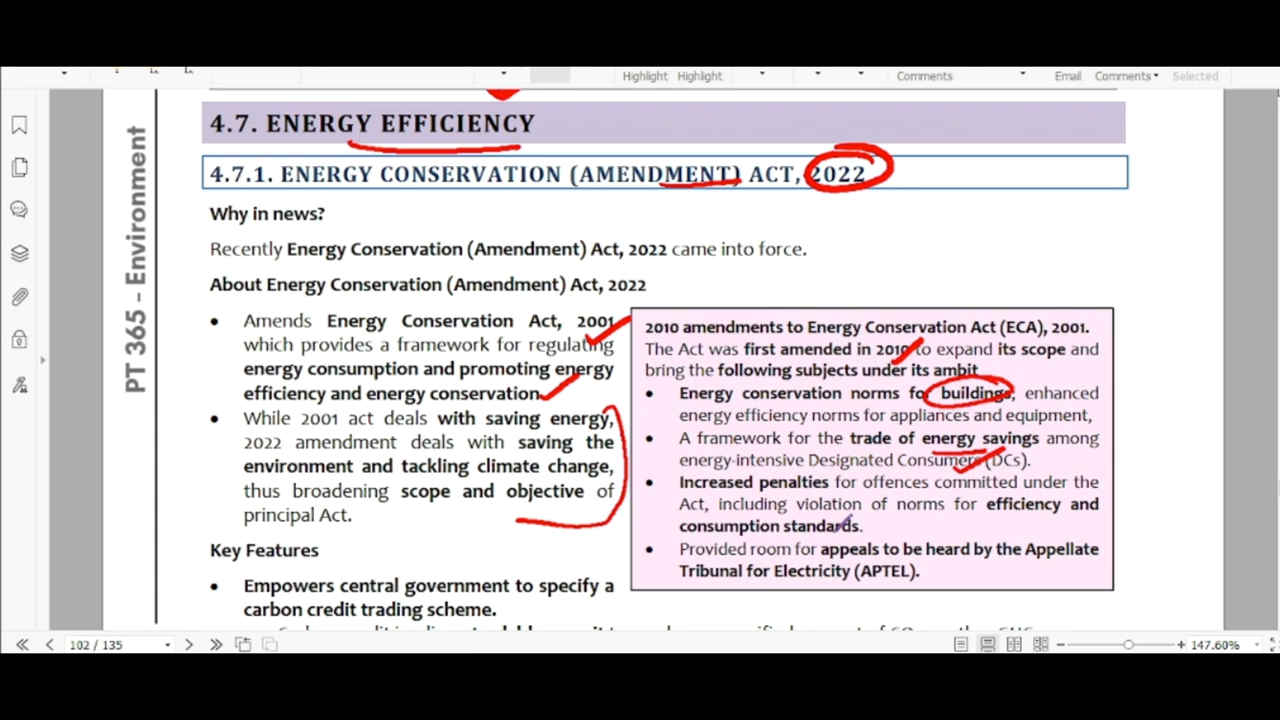 Highlight Highlight Comments Email Comments Selected
PT 365 - Environment
4.7. ENERGY EFFICIENCY
4.7.1. ENERGY CONSERVATION (AMENDMENT) ACT, 2022
Why in news?
Recently Energy Conservation (Amendment) Act, 2022 came into force.
About Energy Conservation (Amendment) Act, 2022
• Amends Energy Conservation Act, 2001
which provides a framework for regulating
energy consumption and promoting energy
efficiency and energy conservation.
• While 2001 act deals with saving energy,
2022 amendment deals with saving the
environment and tackling climate change,
thus broadening scope and objective of
principal Act.
Key Features
• Empowers central government to specify a
carbon credit trading scheme.
2010 amendments to Energy Conservation Act (ECA), 2001.
The Act was first amended in 2010 to expand its scope and
bring the following subjects under its ambit
• Energy conservation norms for buildings, enhanced
energy efficiency norms for appliances and equipment,
• A framework for the trade of energy savings among
energy-intensive Designated Consumers (DCs).
• Increased penalties for offences committed under the
Act, including violation of norms for efficiency and
consumption standards.
• Provided room for appeals to be heard by the Appellate
Tribunal for Electricity (APTEL).
102 / 135
147.60%